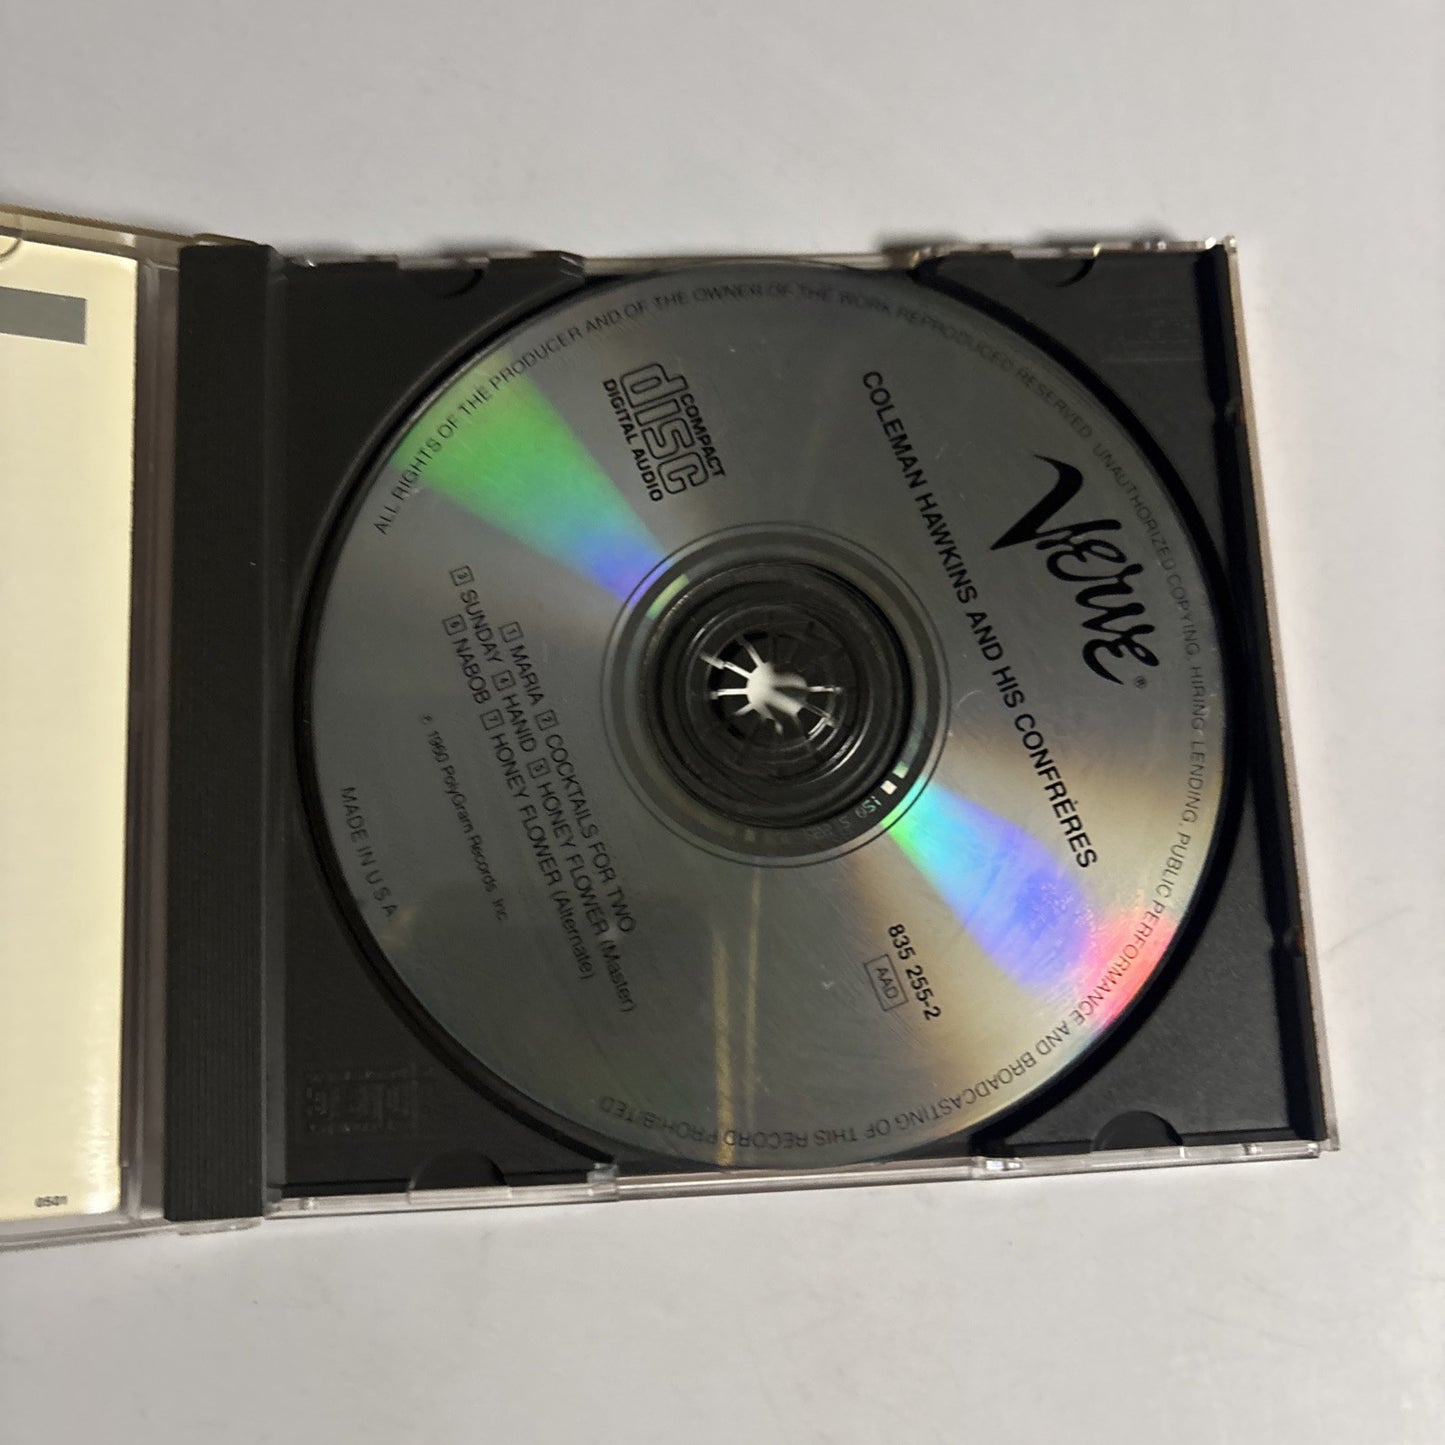 Verve®
COLEMAN HAWKINS AND HIS CONFRÈRES
COMPACT
disc
DIGITAL AUDIO
835 255-2
AAD
1 MARIA 2 COCKTAILS FOR TWO
3 SUNDAY 4 HANID 5 HONEY FLOWER (Master)
6 NABOB 7 HONEY FLOWER (Alternate)
℗ 1960 PolyGram Records, Inc.
MADE IN U.S.A.
ALL RIGHTS OF THE PRODUCER AND OF THE OWNER OF THE WORK REPRODUCED RESERVED. UNAUTHORIZED COPYING, HIRING, LENDING, PUBLIC PERFORMANCE AND BROADCASTING OF THIS RECORD PROHIBITED
0501